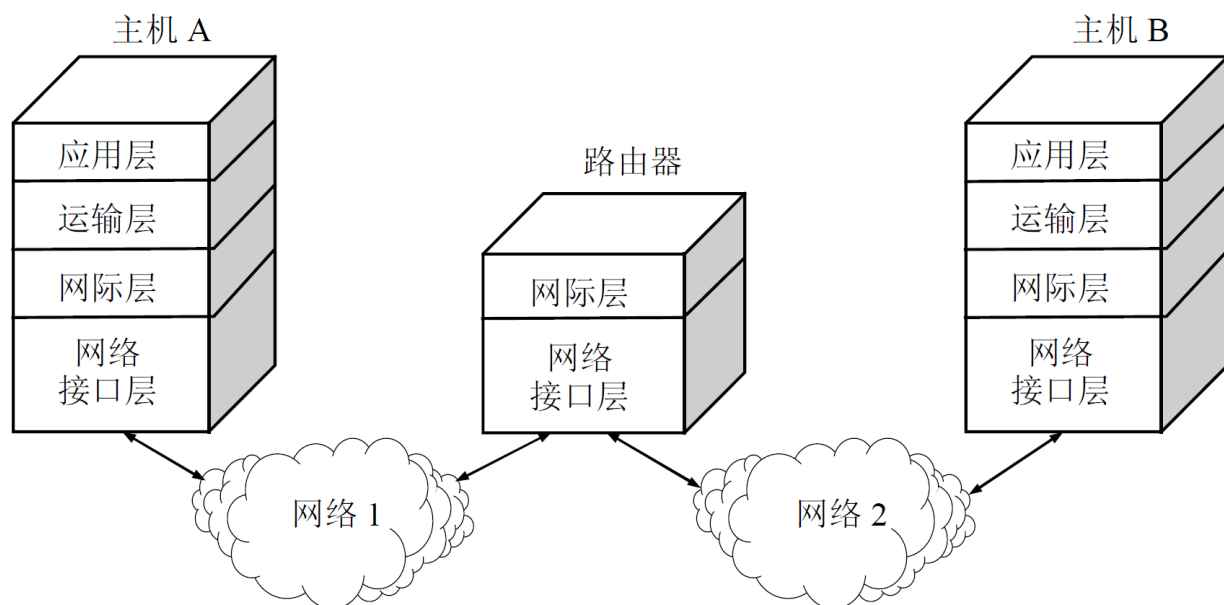 主机 A
应用层
运输层
网际层
网络
接口层
路由器
网际层
网络
接口层
主机 B
应用层
运输层
网际层
网络
接口层
网络 1
网络 2